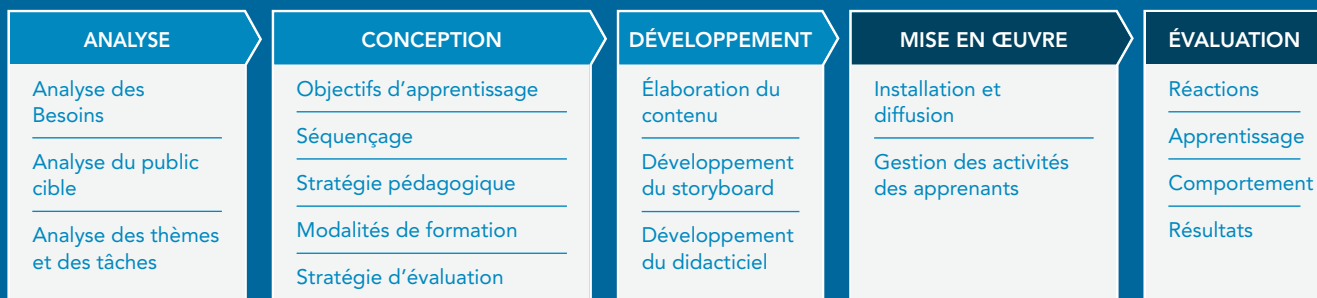 ANALYSE
Analyse des
Besoins
Analyse du public
cible
Analyse des thèmes
et des tâches
CONCEPTION
Objectifs d’apprentissage
Séquençage
Stratégie pédagogique
Modalités de formation
Stratégie d’évaluation
DÉVELOPPEMENT
Élaboration du
contenu
Développement
du storyboard
Développement
du didacticiel
MISE EN ŒUVRE
Installation et
diffusion
Gestion des activités
des apprenants
ÉVALUATION
Réactions
Apprentissage
Comportement
Résultats